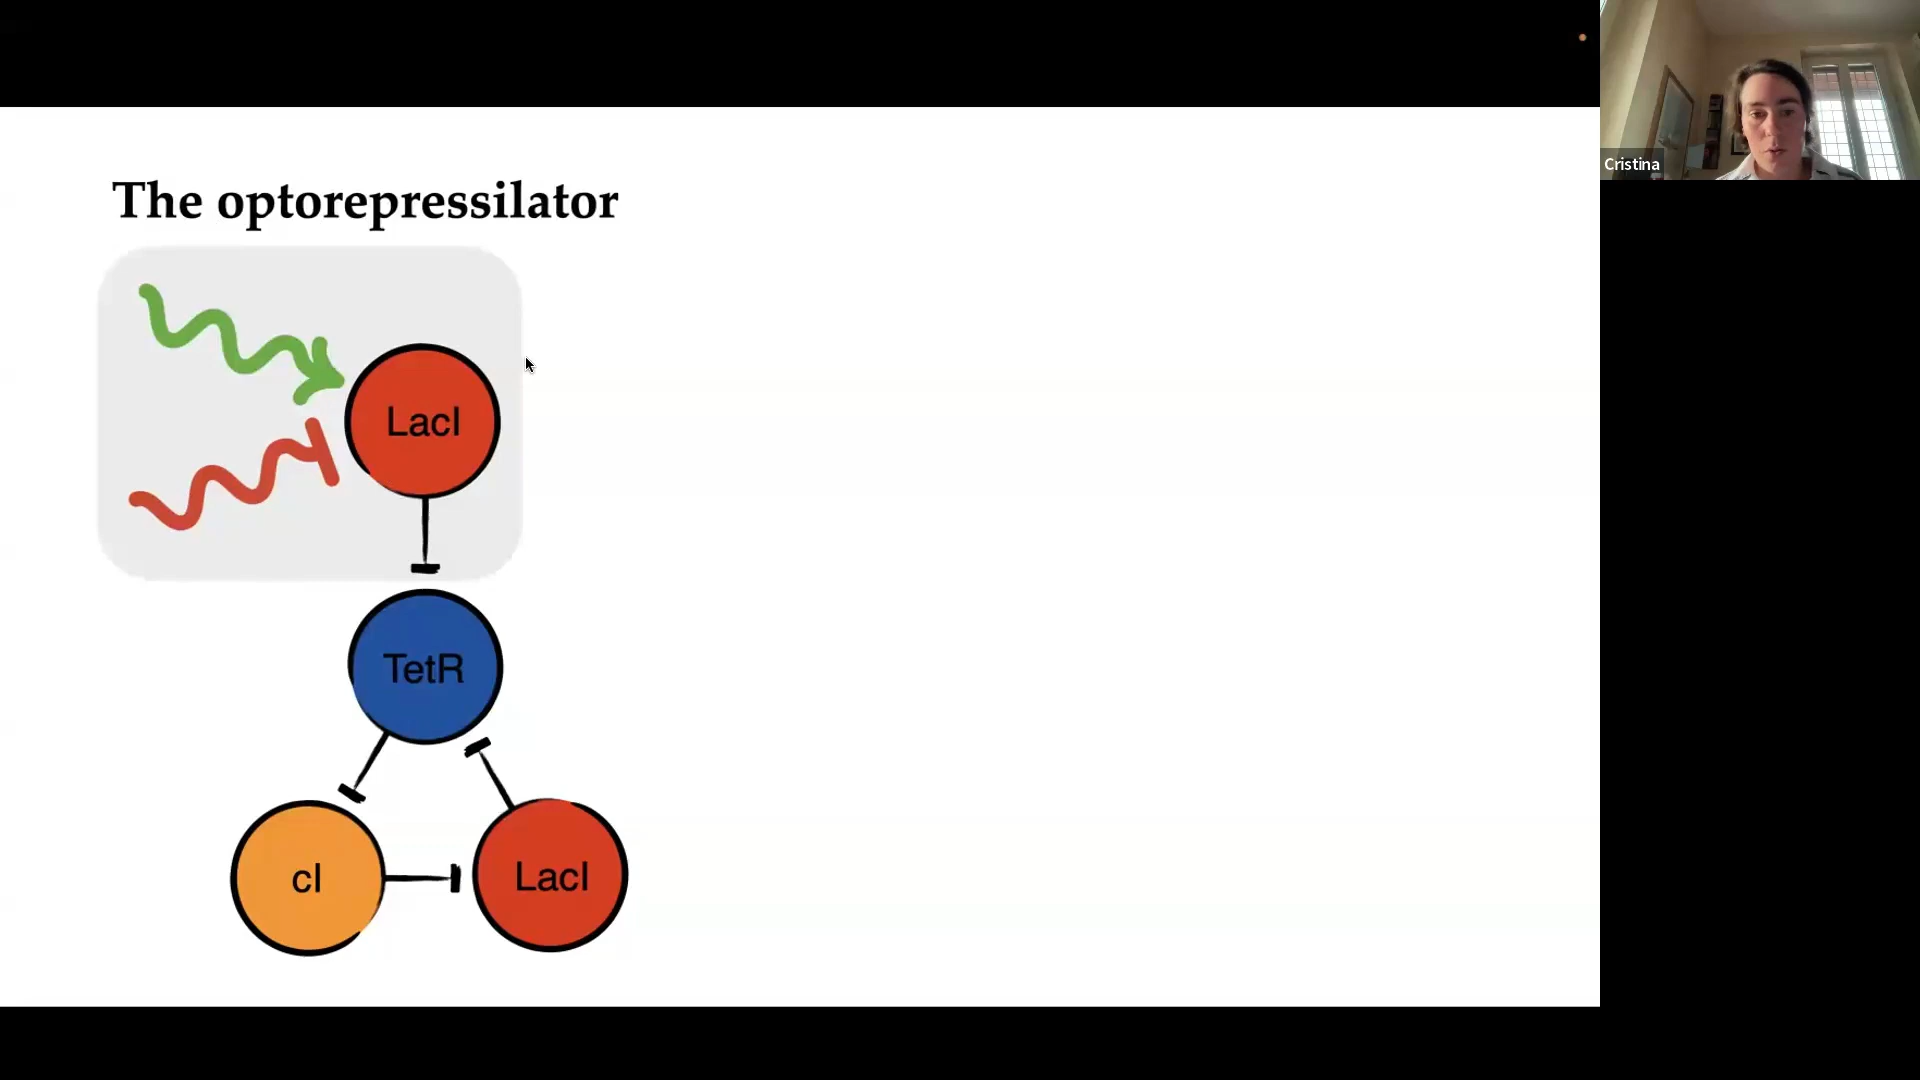 The optorepressilator
LacI
TetR
cI
LacI
Cristina